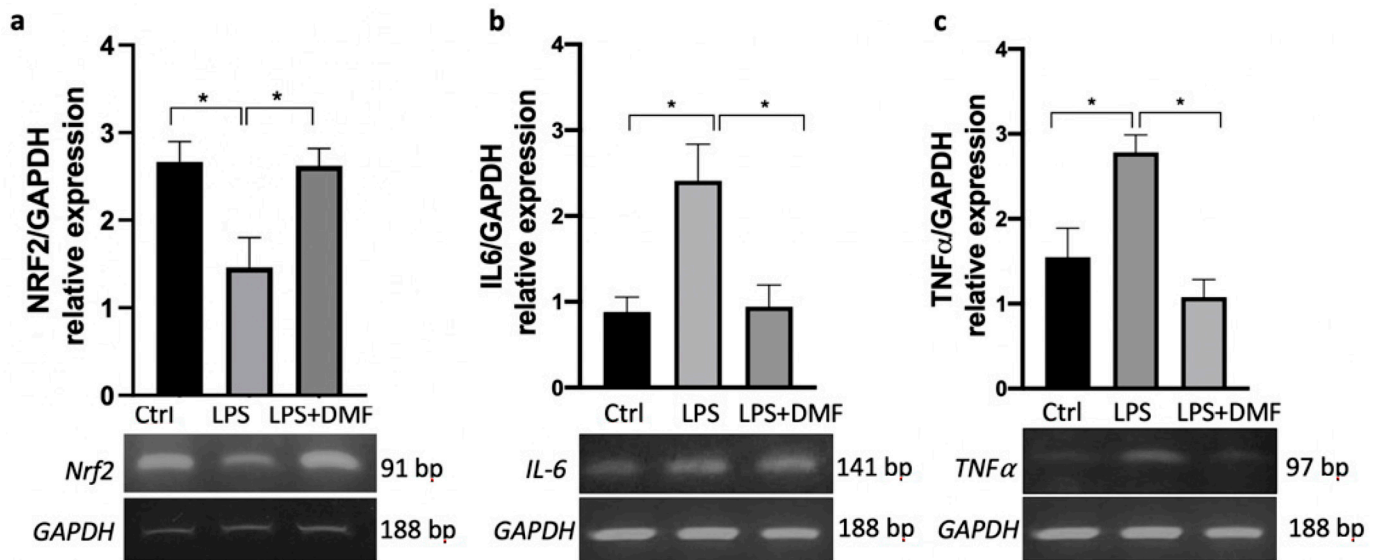 a
4
3
2
1
0
NRF2/GAPDH
relative expression
* *
Ctrl LPS LPS+DMF
Nrf2 91 bp
GAPDH 188 bp
b
4
3
2
1
0
IL6/GAPDH
relative expression
* *
Ctrl LPS LPS+DMF
IL-6 141 bp
GAPDH 188 bp
c
4
3
2
1
0
TNFα/GAPDH
relative expression
* *
Ctrl LPS LPS+DMF
TNFα 97 bp
GAPDH 188 bp